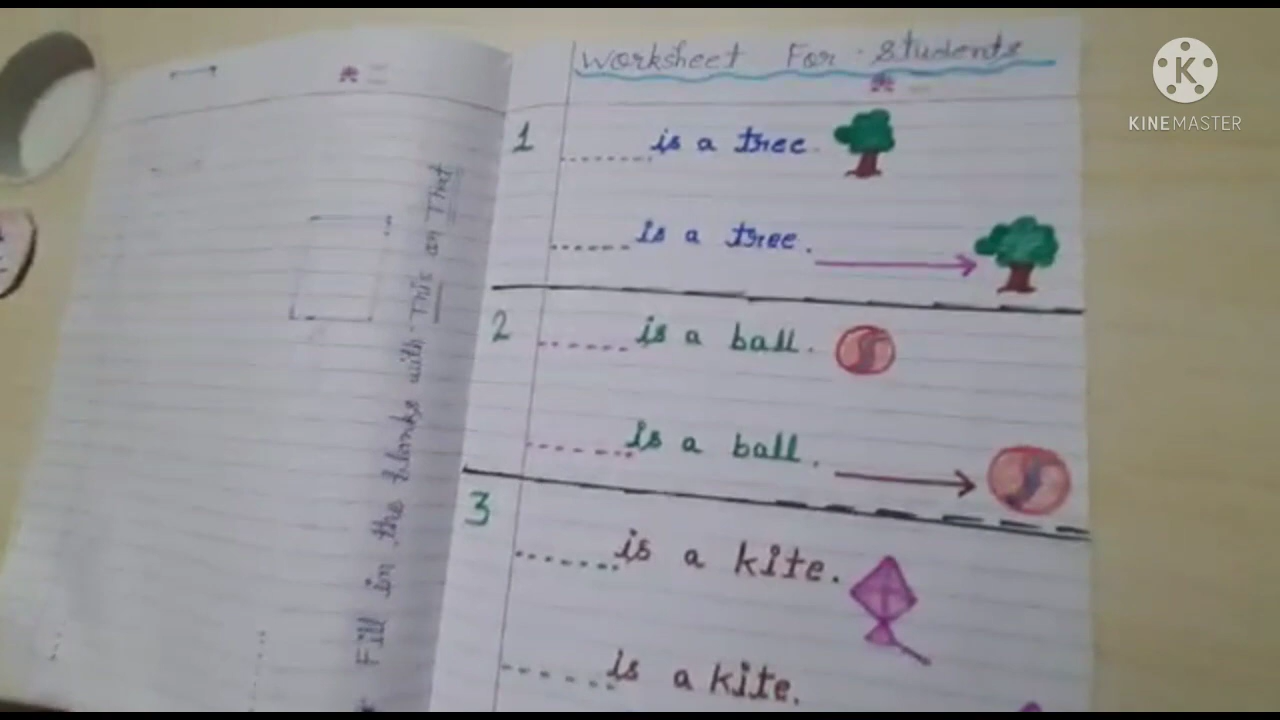 Worksheet For Students
1 ........is a tree.
.......is a tree.
2 ........is a ball.
........is a ball.
3 ........is a kite.
........is a kite.
Fill in the blanks with This or That
K
KINEMASTER